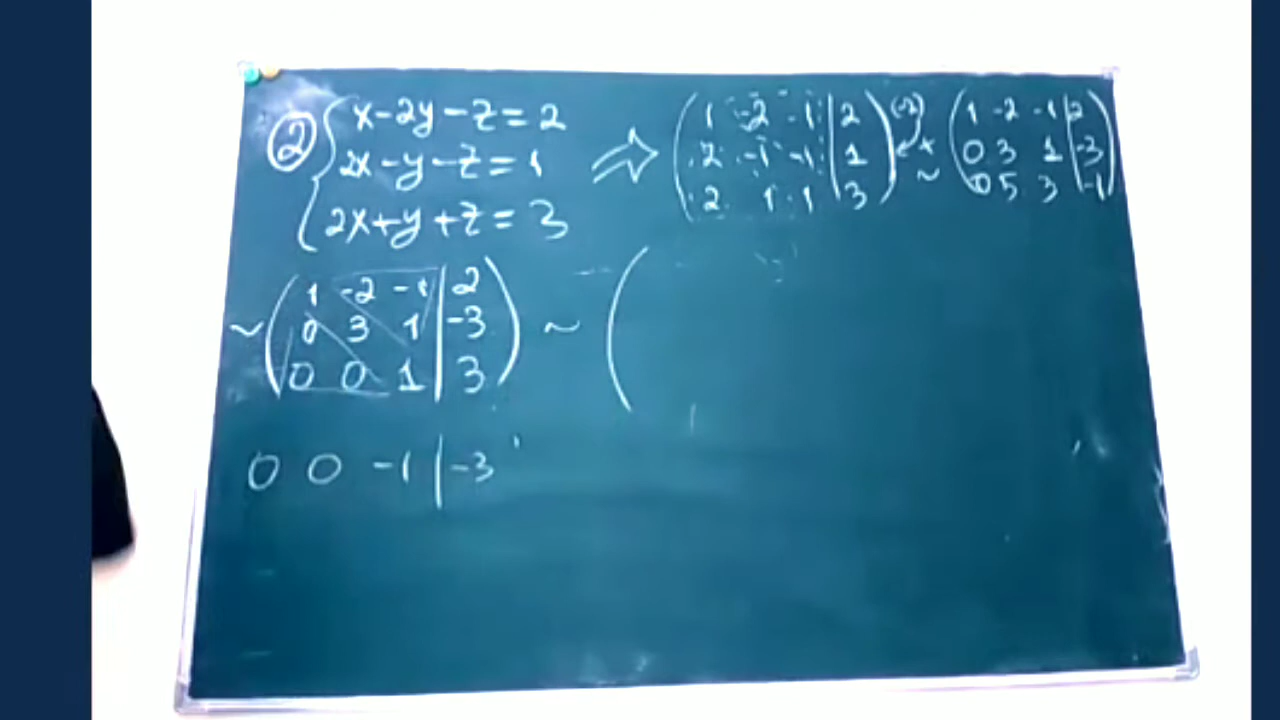 ② { x-2y-z=2
2x-y-z=1
2x+y+z=3
⇒ ( 1 -2 -1 | 2 ) (-2)
2 -1 -1 | 1
2 1 1 | 3
~ ( 1 -2 -1 | 2 )
0 3 1 | -3
0 5 3 | -1
~ ( 1 -2 -1 | 2 )
0 3 1 | -3
0 0 1 | 3
~ (
0 0 -1 | -3